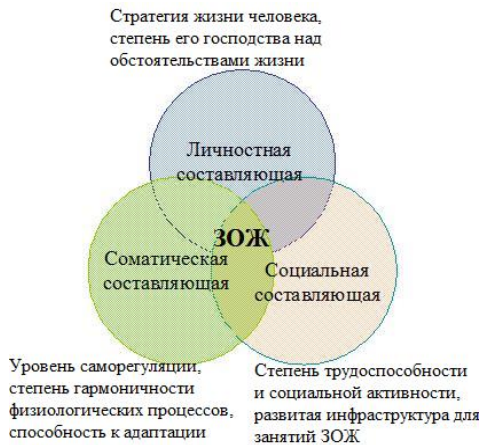 Стратегия жизни человека,
степень его господства над
обстоятельствами жизни
Личностная
составляющая
ЗОЖ
Соматическая
составляющая
Социальная
составляющая
Уровень саморегуляции,
степень гармоничности
физиологических процессов,
способность к адаптации
Степень трудоспособности
и социальной активности,
развитая инфраструктура для
занятий ЗОЖ